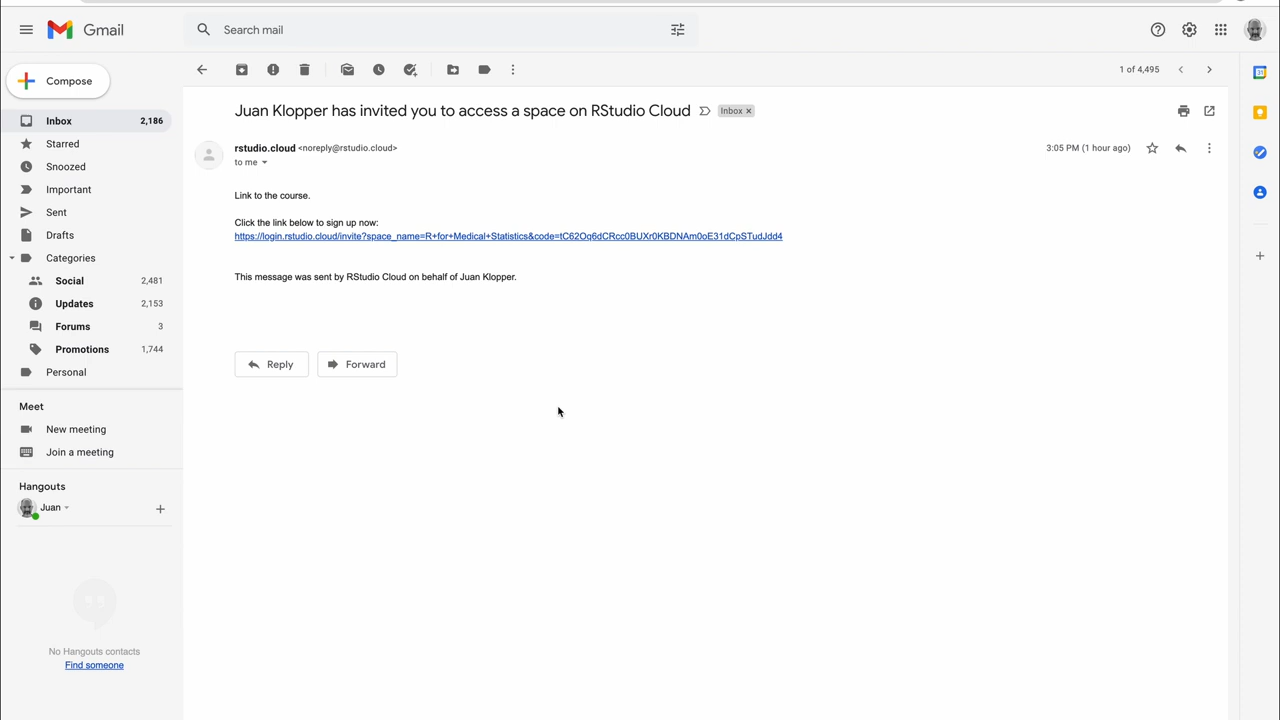 Gmail
Search mail
Compose
1 of 4,495
Inbox 2,186
Starred
Snoozed
Important
Sent
Drafts
Categories
Social 2,481
Updates 2,153
Forums 3
Promotions 1,744
Personal
Meet
New meeting
Join a meeting
Hangouts
Juan
No Hangouts contacts
Find someone
Juan Klopper has invited you to access a space on RStudio Cloud Inbox ×
rstudio.cloud <noreply@rstudio.cloud> 3:05 PM (1 hour ago)
to me
Link to the course.
Click the link below to sign up now:
https://login.rstudio.cloud/invite?space_name=R+for+Medical+Statistics&code=tC62Oq6dCRcc0BUXr0KBDNAm0oE31dCpSTudJdd4
This message was sent by RStudio Cloud on behalf of Juan Klopper.
Reply Forward